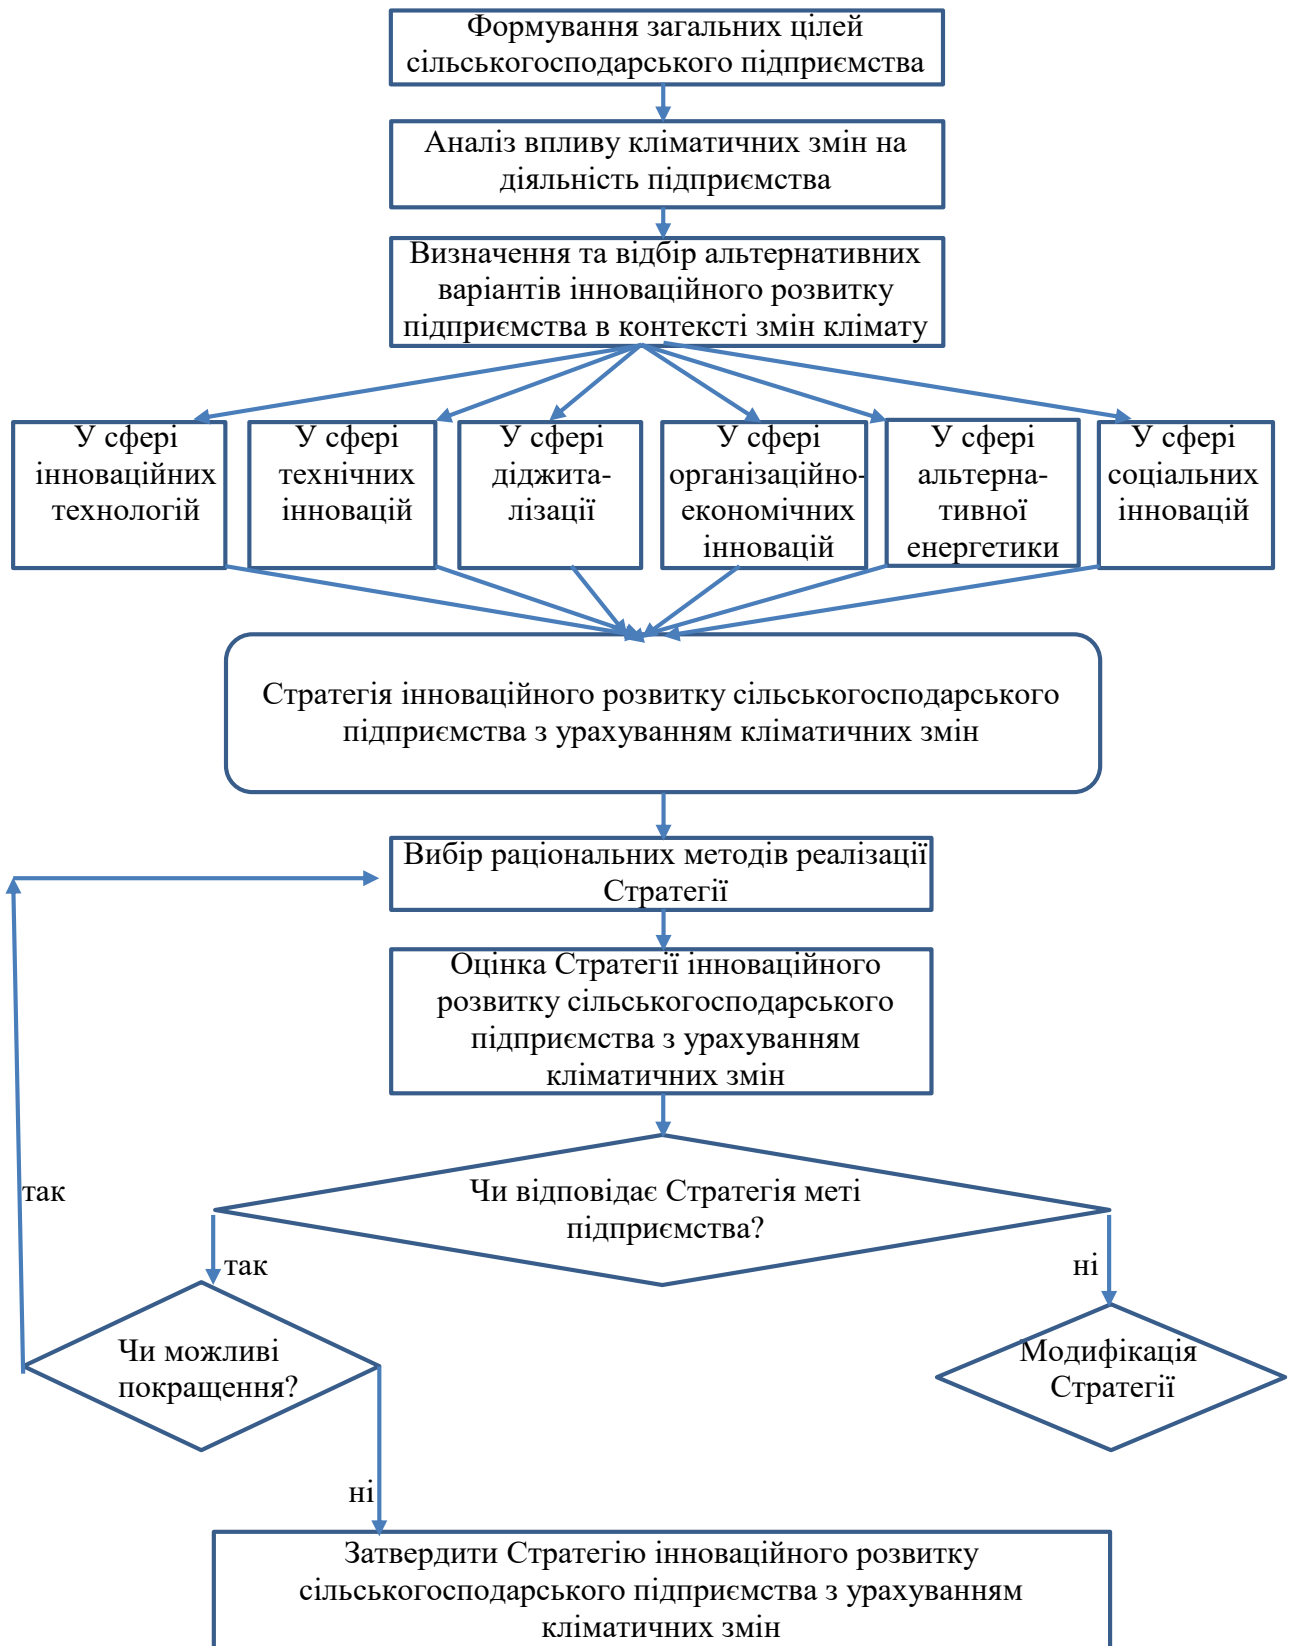 Формування загальних цілей
сільськогосподарського підприємства
Аналіз впливу кліматичних змін на
діяльність підприємства
Визначення та відбір альтернативних
варіантів інноваційного розвитку
підприємства в контексті змін клімату
У сфері
інноваційних
технологій
У сфері
технічних
інновацій
У сфері
діджита-
лізації
У сфері
організаційно-
економічних
інновацій
У сфері
альтерна-
тивної
енергетики
У сфері
соціальних
інновацій
Стратегія інноваційного розвитку сільськогосподарського
підприємства з урахуванням кліматичних змін
Вибір раціональних методів реалізації
Стратегії
Оцінка Стратегії інноваційного
розвитку сільськогосподарського
підприємства з урахуванням
кліматичних змін
Чи відповідає Стратегія меті
підприємства?
так
так
ні
Чи можливі
покращення?
Модифікація
Стратегії
ні
Затвердити Стратегію інноваційного розвитку
сільськогосподарського підприємства з урахуванням
кліматичних змін